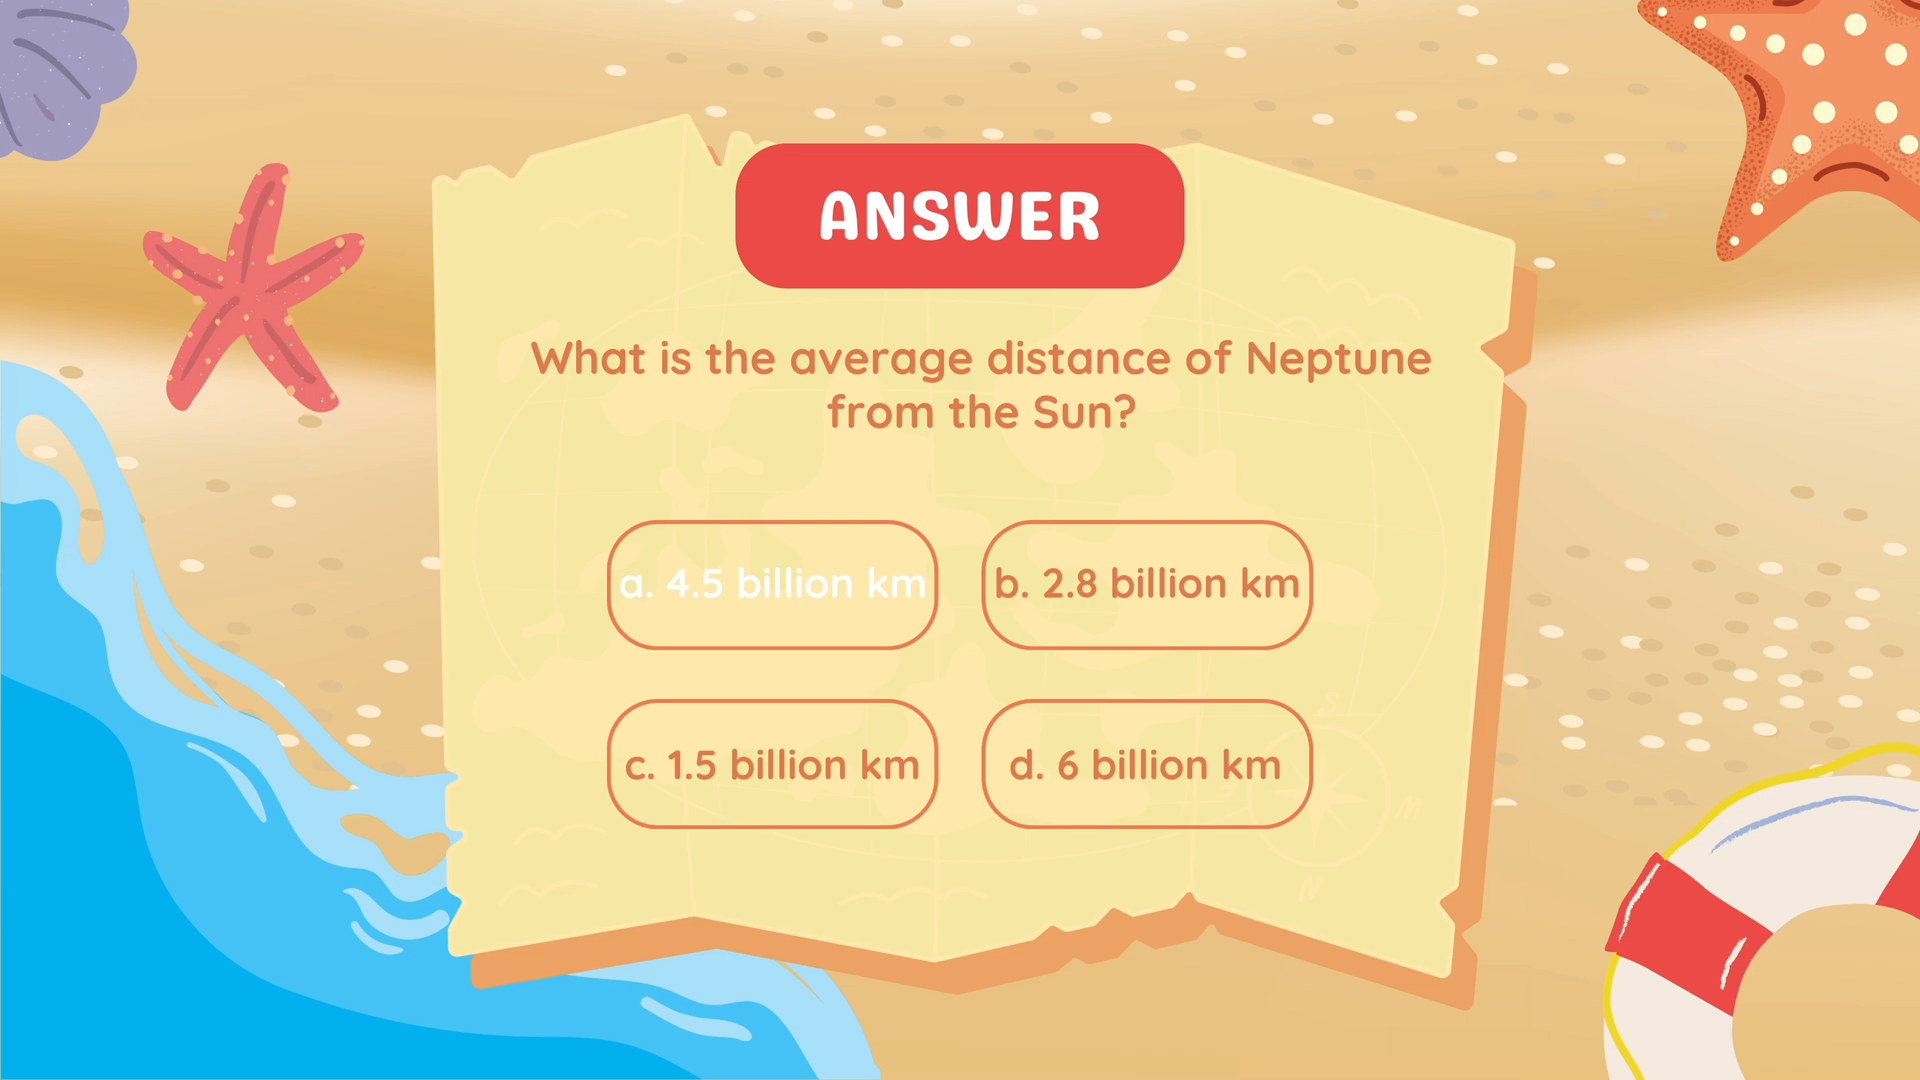 ANSWER
What is the average distance of Neptune
from the Sun?
a. 4.5 billion km
b. 2.8 billion km
c. 1.5 billion km
d. 6 billion km
S
M
N